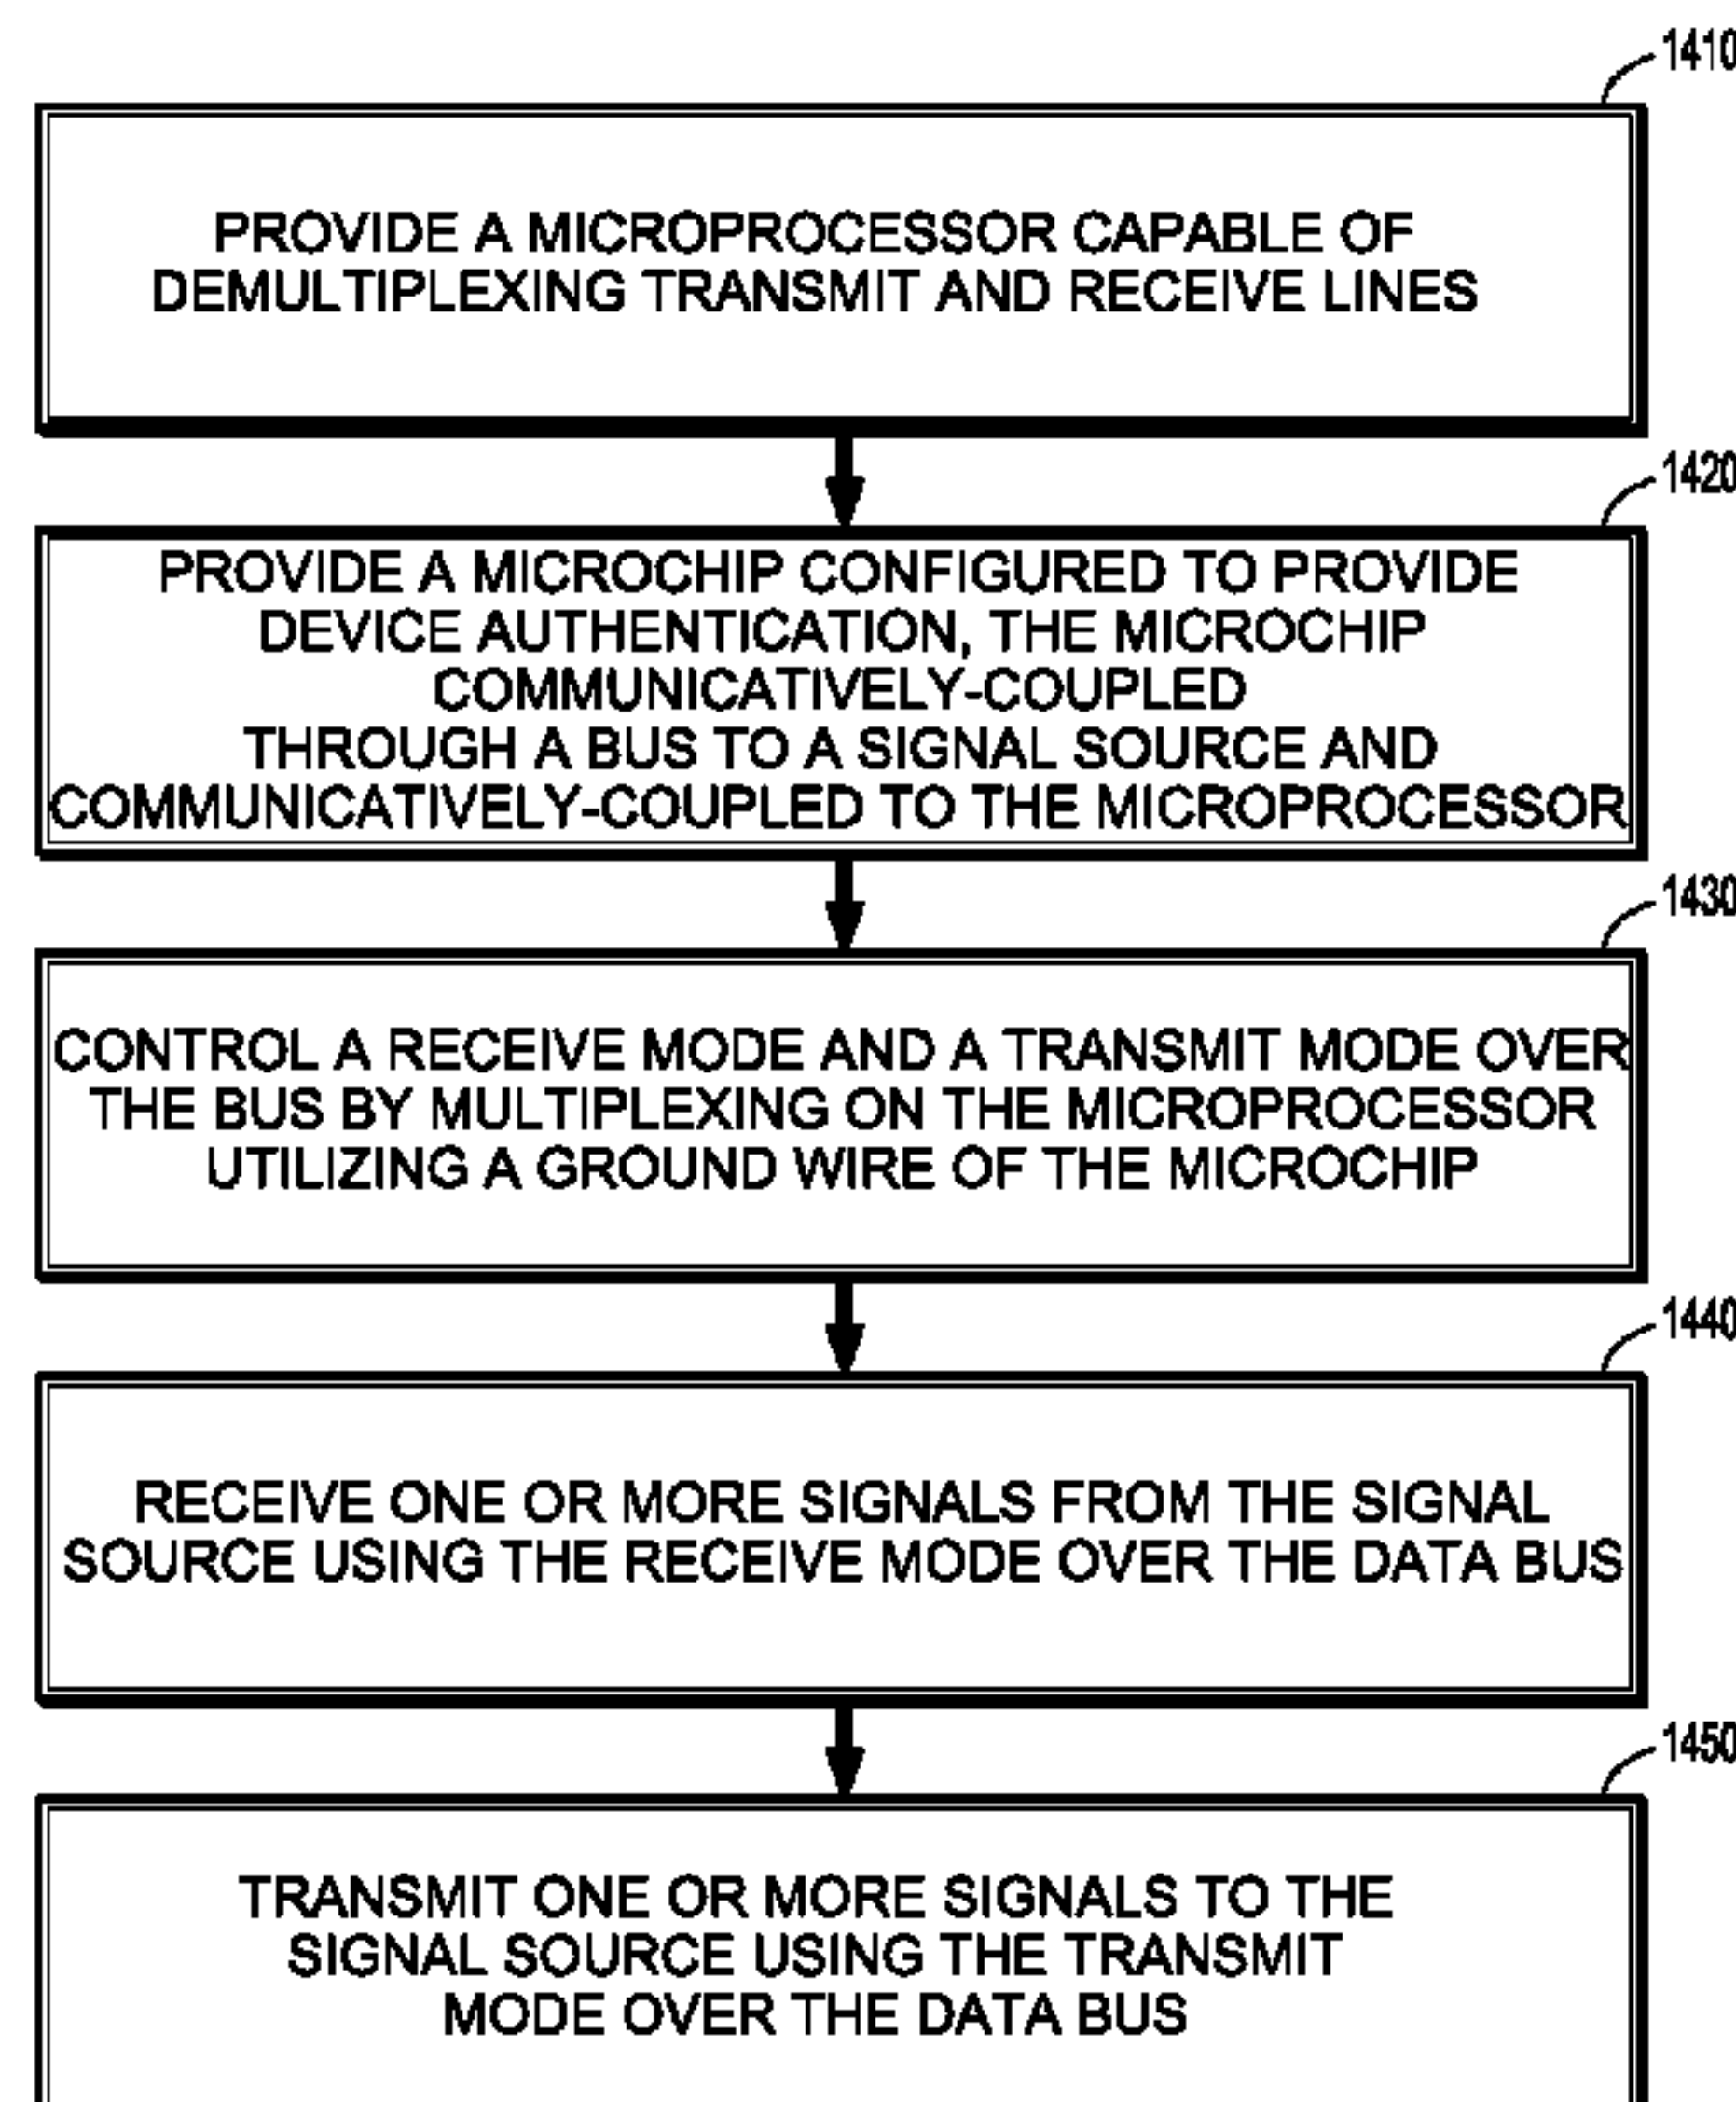 1410
PROVIDE A MICROPROCESSOR CAPABLE OF
DEMULTIPLEXING TRANSMIT AND RECEIVE LINES
1420
PROVIDE A MICROCHIP CONFIGURED TO PROVIDE
DEVICE AUTHENTICATION, THE MICROCHIP
COMMUNICATIVELY-COUPLED
THROUGH A BUS TO A SIGNAL SOURCE AND
COMMUNICATIVELY-COUPLED TO THE MICROPROCESSOR
1430
CONTROL A RECEIVE MODE AND A TRANSMIT MODE OVER
THE BUS BY MULTIPLEXING ON THE MICROPROCESSOR
UTILIZING A GROUND WIRE OF THE MICROCHIP
1440
RECEIVE ONE OR MORE SIGNALS FROM THE SIGNAL
SOURCE USING THE RECEIVE MODE OVER THE DATA BUS
1450
TRANSMIT ONE OR MORE SIGNALS TO THE
SIGNAL SOURCE USING THE TRANSMIT
MODE OVER THE DATA BUS